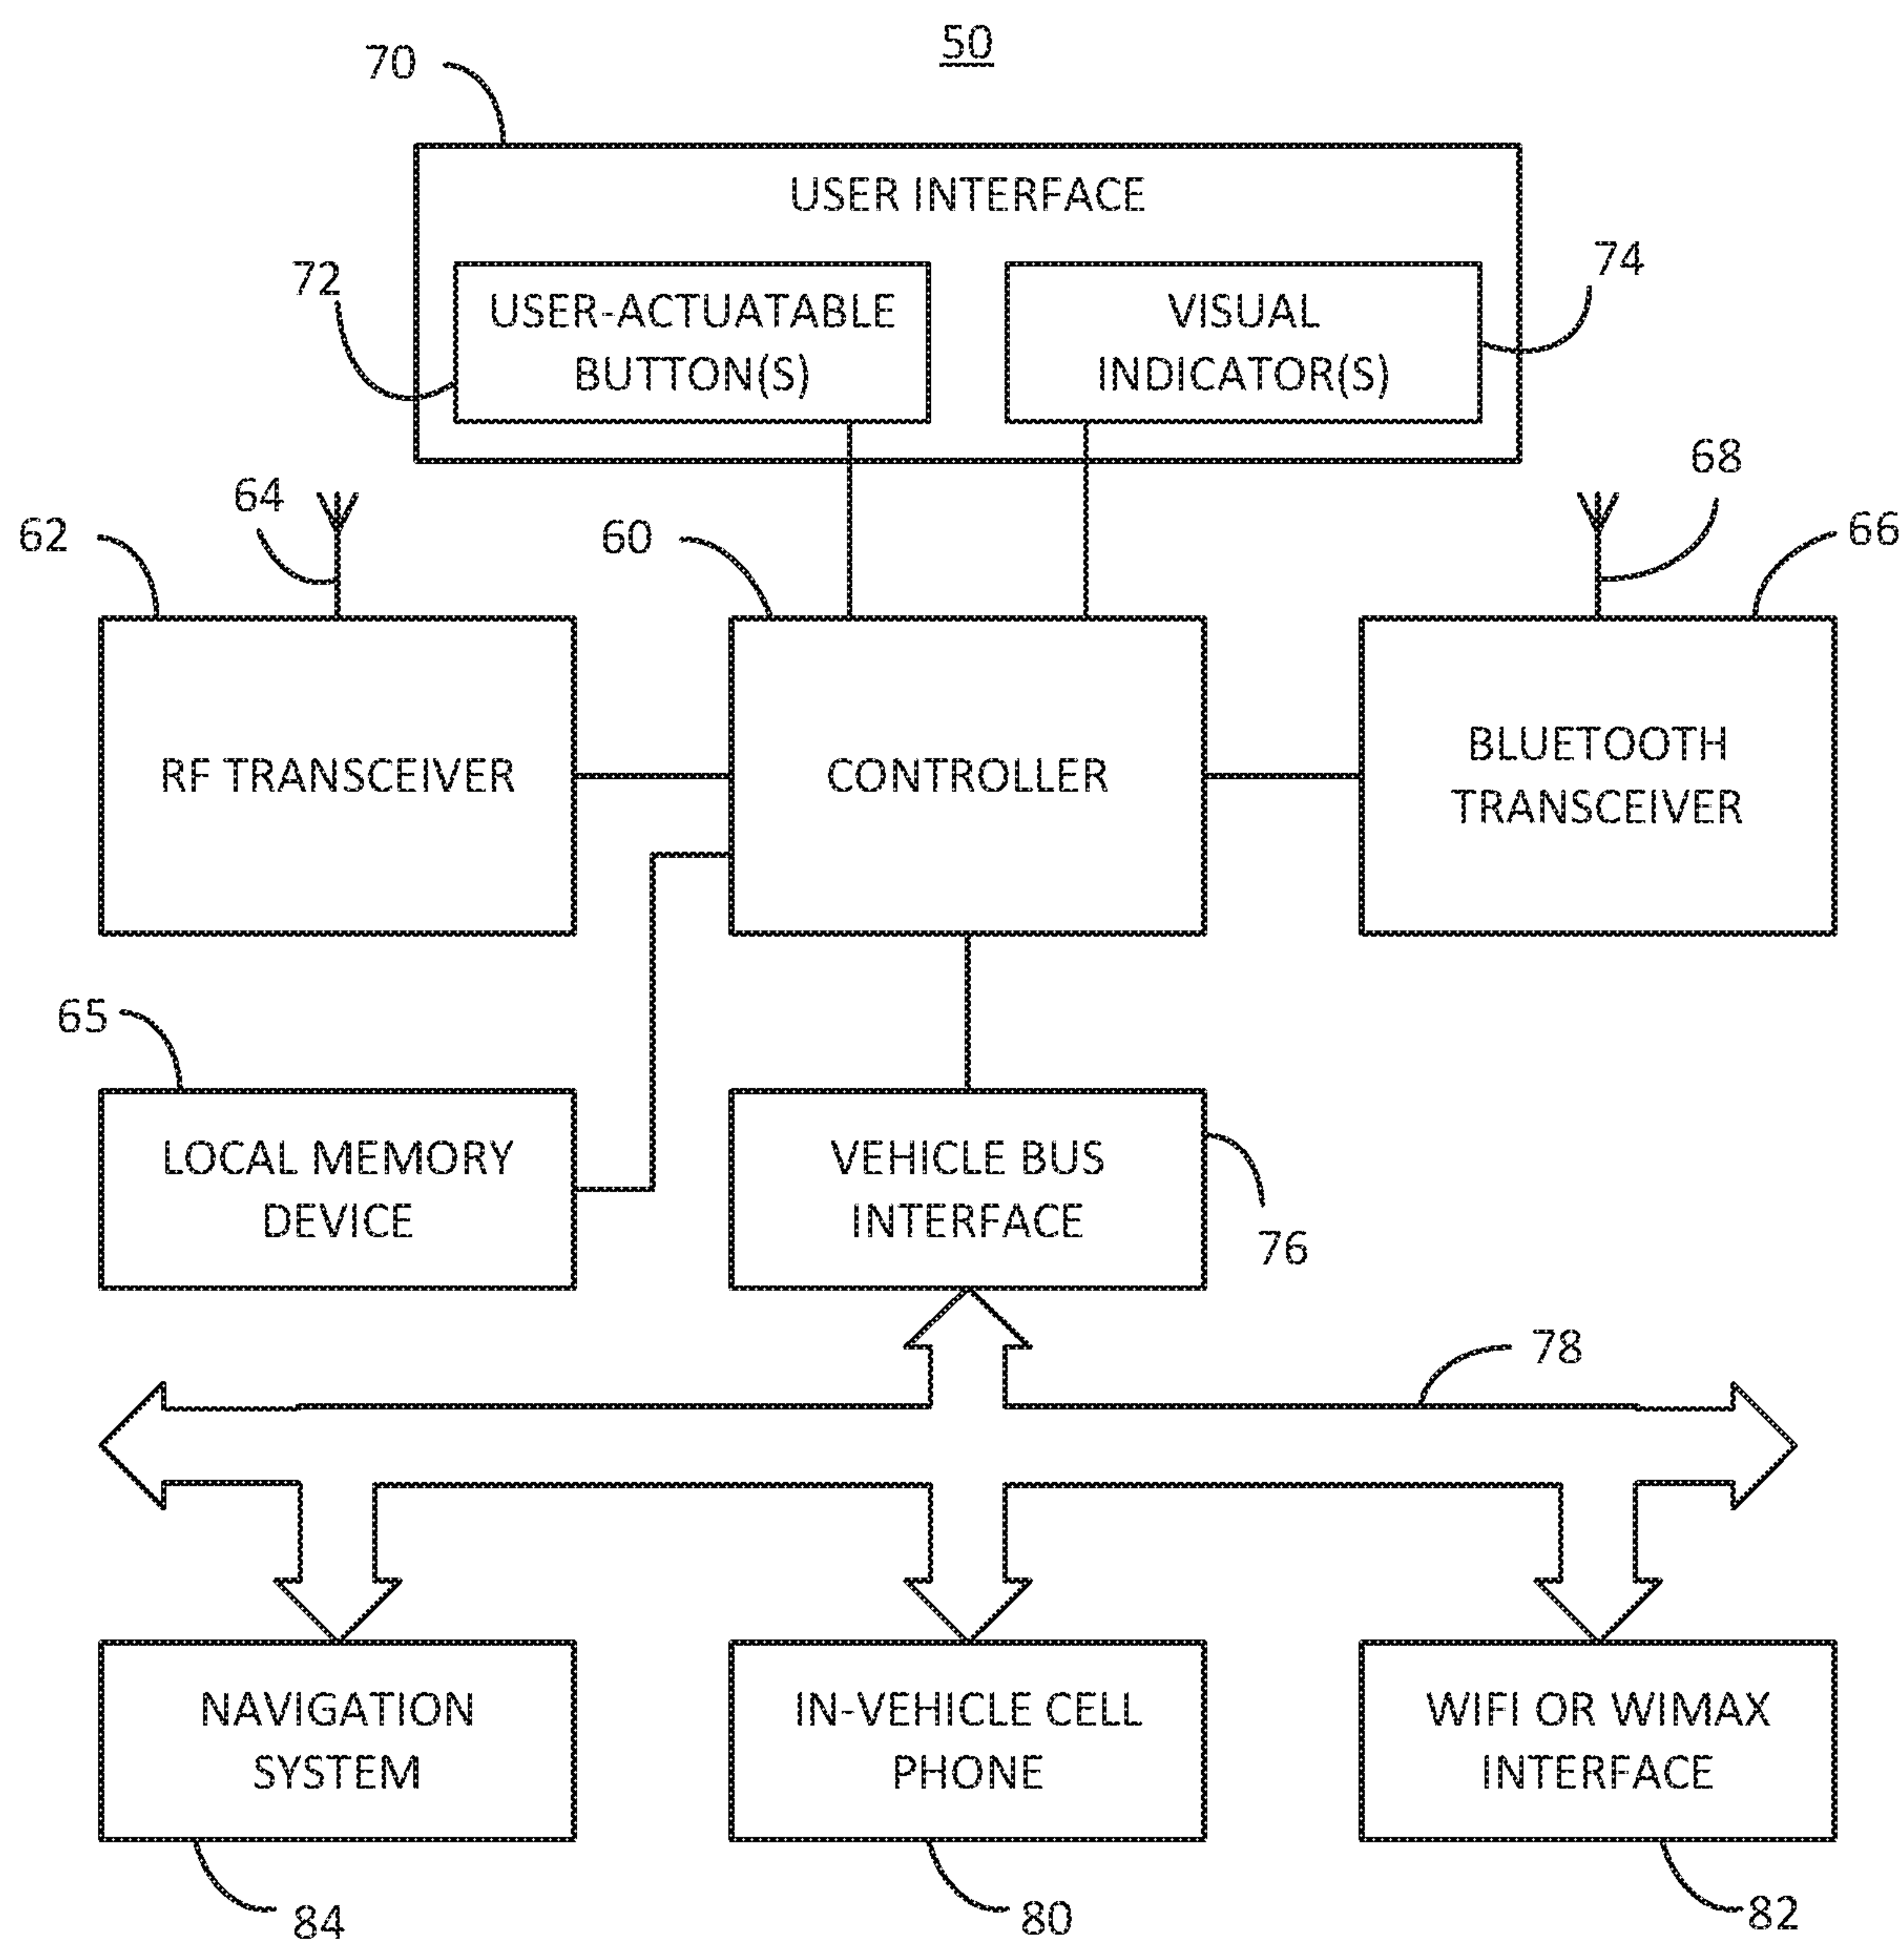 50
70
USER INTERFACE
72
USER-ACTUATABLE
BUTTON(S)
VISUAL
INDICATOR(S)
74
64
68
62
60
66
RF TRANSCEIVER
CONTROLLER
BLUETOOTH
TRANSCEIVER
65
LOCAL MEMORY
DEVICE
VEHICLE BUS
INTERFACE
76
78
NAVIGATION
SYSTEM
IN-VEHICLE CELL
PHONE
WIFI OR WIMAX
INTERFACE
84
80
82